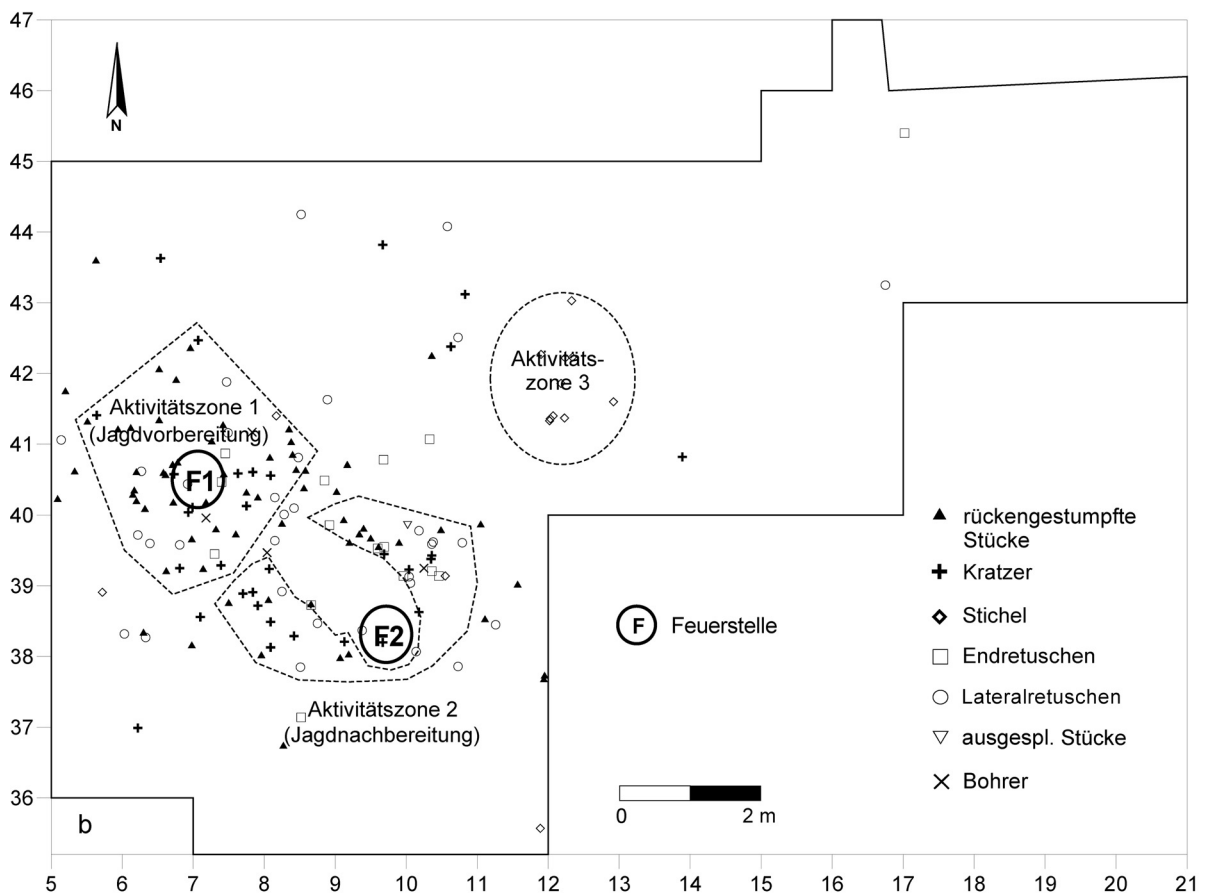 47
46
45
44
43
42
41
40
39
38
37
36
N
Aktivitätszone 1
(Jagdvorbereitung)
F1
Aktivitäts-
zone 3
F2
Aktivitätszone 2
(Jagdnachbereitung)
F Feuerstelle
rückengestumpfte
Stücke
Kratzer
Stichel
Endretuschen
Lateralretuschen
ausgespl. Stücke
Bohrer
0 2 m
b
5 6 7 8 9 10 11 12 13 14 15 16 17 18 19 20 21